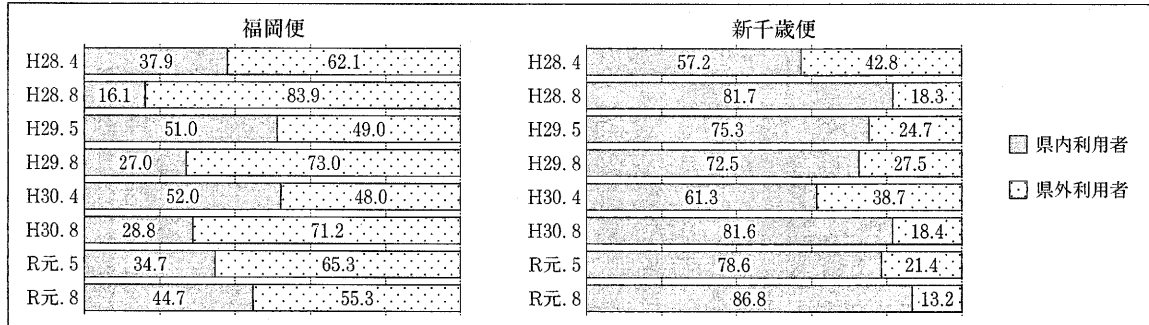 福岡便
H28. 4 37.9 62.1
H28. 8 16.1 83.9
H29. 5 51.0 49.0
H29. 8 27.0 73.0
H30. 4 52.0 48.0
H30. 8 28.8 71.2
R元. 5 34.7 65.3
R元. 8 44.7 55.3
新千歳便
H28. 4 57.2 42.8
H28. 8 81.7 18.3
H29. 5 75.3 24.7
H29. 8 72.5 27.5
H30. 4 61.3 38.7
H30. 8 81.6 18.4
R元. 5 78.6 21.4
R元. 8 86.8 13.2
県内利用者
県外利用者